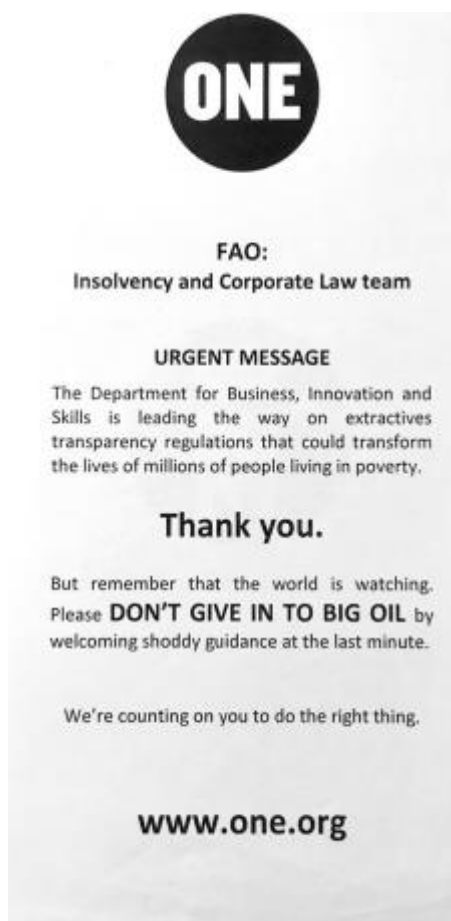 ONE
FAO:
Insolvency and Corporate Law team
URGENT MESSAGE
The Department for Business, Innovation and
Skills is leading the way on extractives
transparency regulations that could transform
the lives of millions of people living in poverty.
Thank you.
But remember that the world is watching.
Please DON'T GIVE IN TO BIG OIL by
welcoming shoddy guidance at the last minute.
We're counting on you to do the right thing.
www.one.org